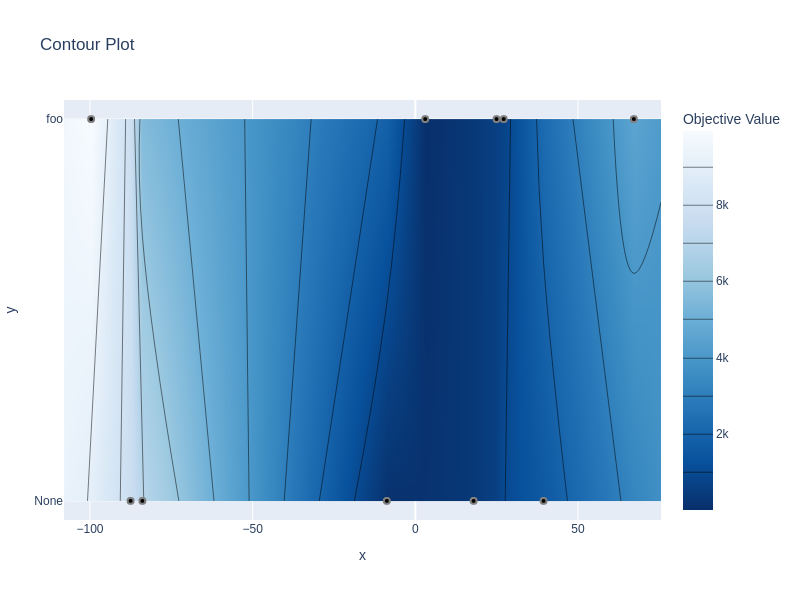 Contour Plot
Objective Value
foo
8k
6k
y
4k
2k
None
−100
−50
0
50
x